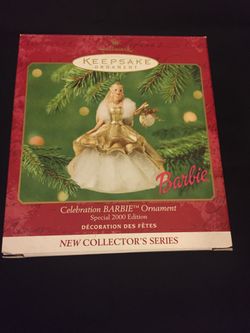 Hallmark
KEEPSAKE
ORNAMENT
Barbie
Celebration BARBIE™ Ornament
Special 2000 Edition
DÉCORATION DES FÊTES
NEW COLLECTOR'S SERIES